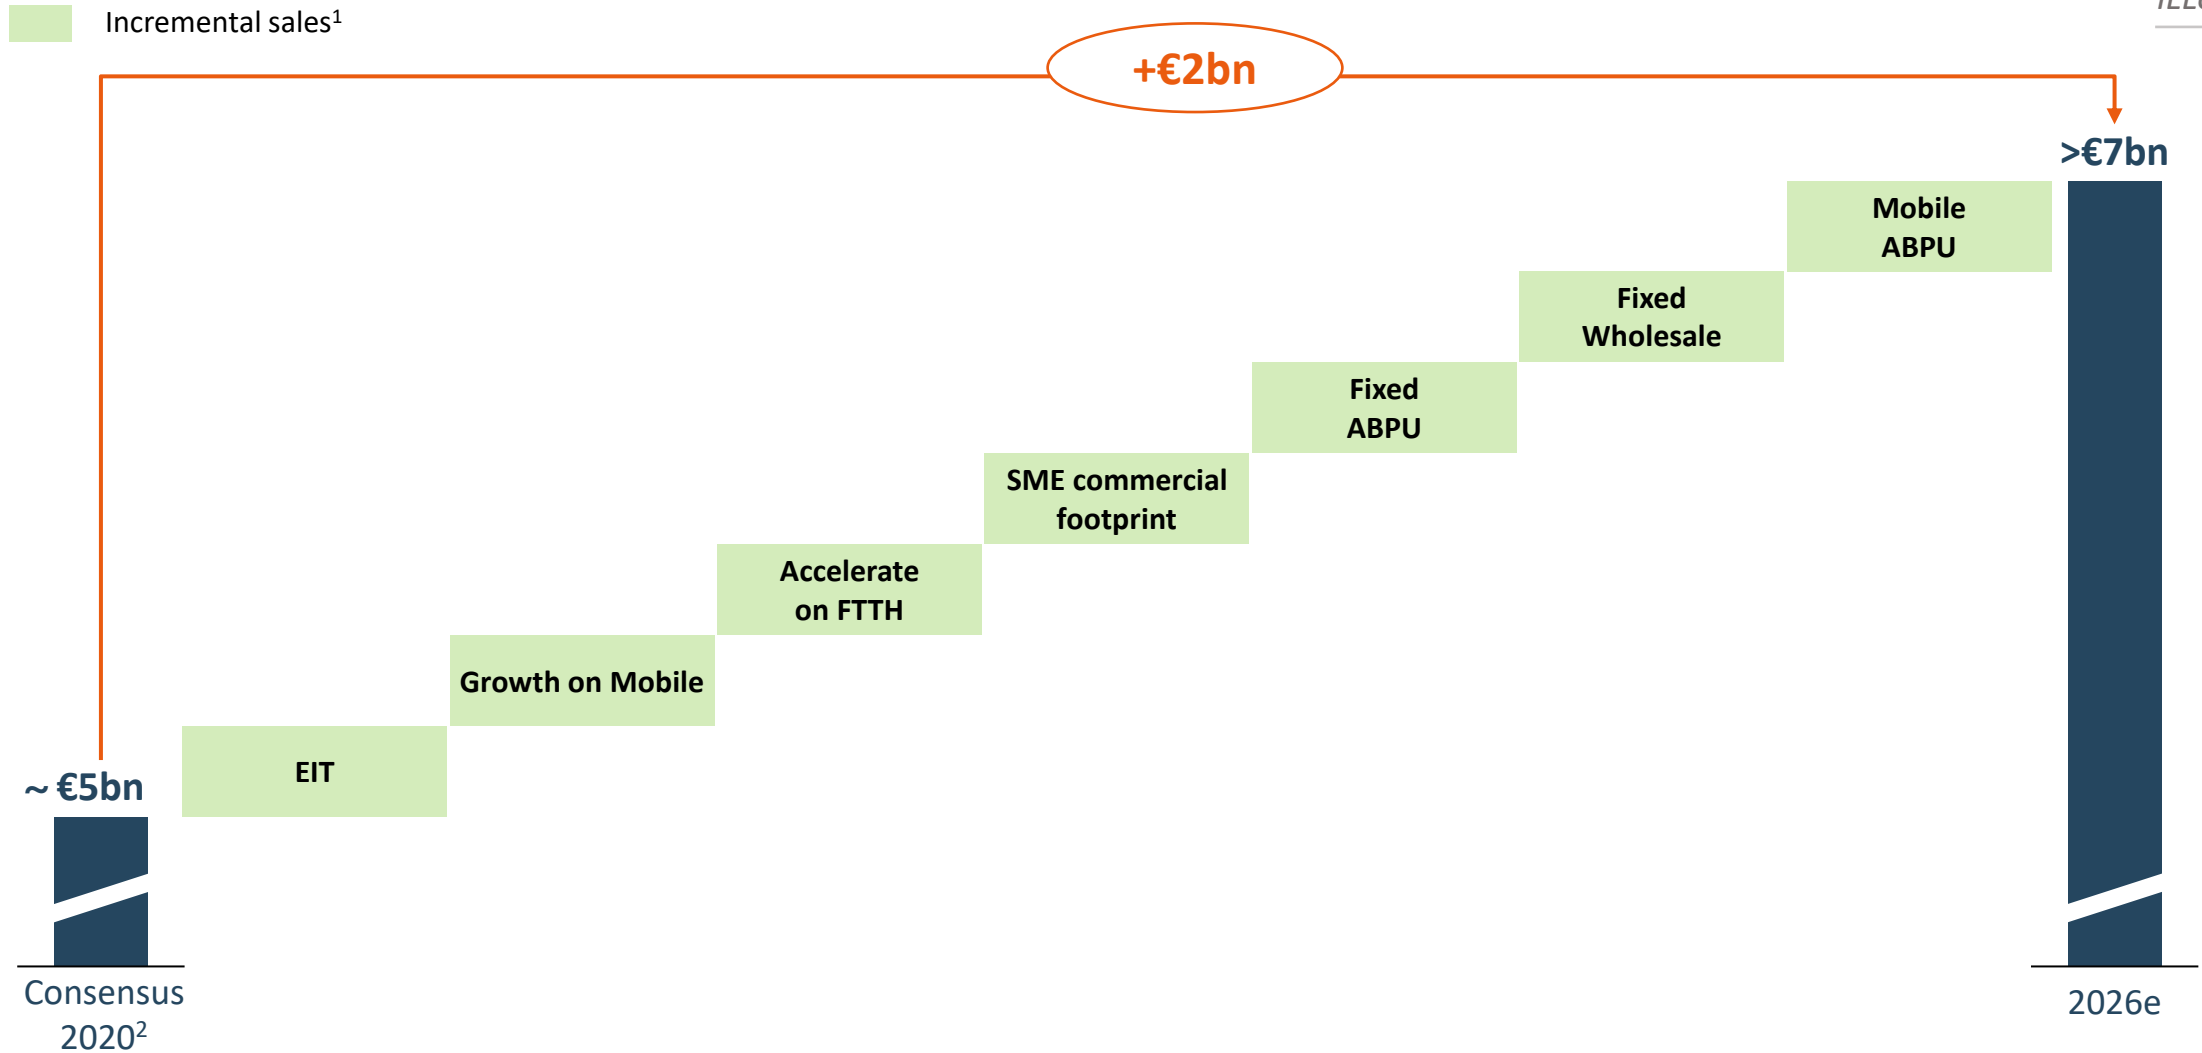 Incremental sales¹
+€2bn
>€7bn
Mobile
ABPU
Fixed
Wholesale
Fixed
ABPU
SME commercial
footprint
Accelerate
on FTTH
Growth on Mobile
EIT
~ €5bn
Consensus
2020²
2026e